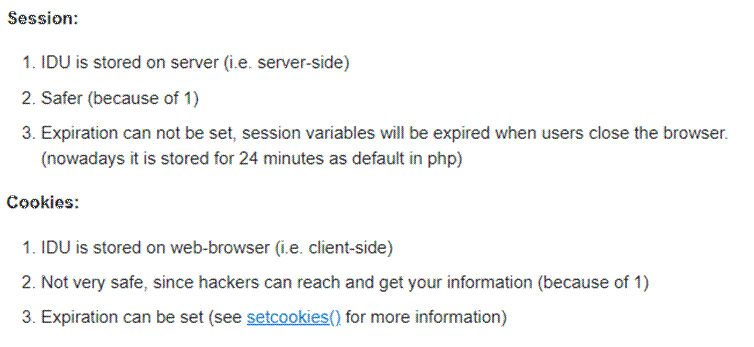 Session:
1. IDU is stored on server (i.e. server-side)
2. Safer (because of 1)
3. Expiration can not be set, session variables will be expired when users close the browser.
(nowadays it is stored for 24 minutes as default in php)
Cookies:
1. IDU is stored on web-browser (i.e. client-side)
2. Not very safe, since hackers can reach and get your information (because of 1)
3. Expiration can be set (see setcookies() for more information)